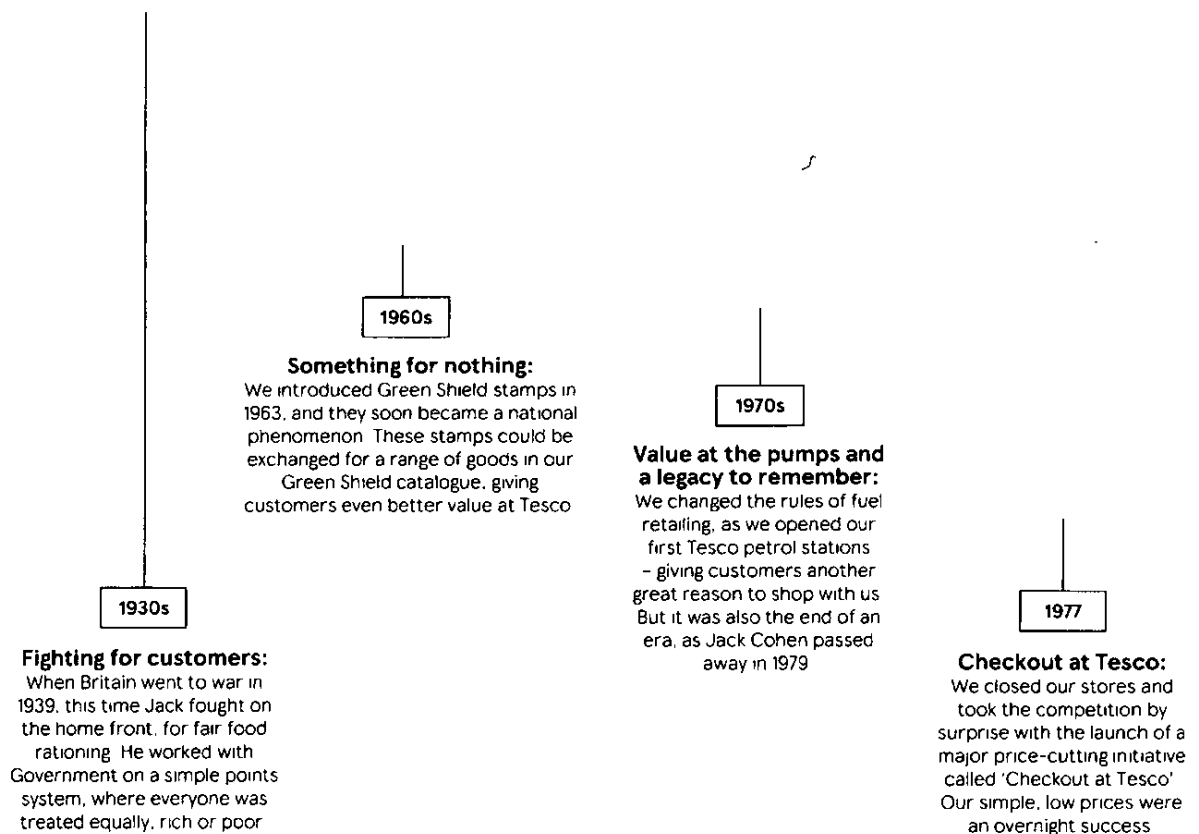 1930s
Fighting for customers:
When Britain went to war in
1939, this time Jack fought on
the home front, for fair food
rationing He worked with
Government on a simple points
system, where everyone was
treated equally, rich or poor
1960s
Something for nothing:
We introduced Green Shield stamps in
1963, and they soon became a national
phenomenon These stamps could be
exchanged for a range of goods in our
Green Shield catalogue, giving
customers even better value at Tesco
1970s
Value at the pumps and
a legacy to remember:
We changed the rules of fuel
retailing, as we opened our
first Tesco petrol stations
– giving customers another
great reason to shop with us
But it was also the end of an
era, as Jack Cohen passed
away in 1979
1977
Checkout at Tesco:
We closed our stores and
took the competition by
surprise with the launch of a
major price-cutting initiative
called 'Checkout at Tesco'
Our simple, low prices were
an overnight success